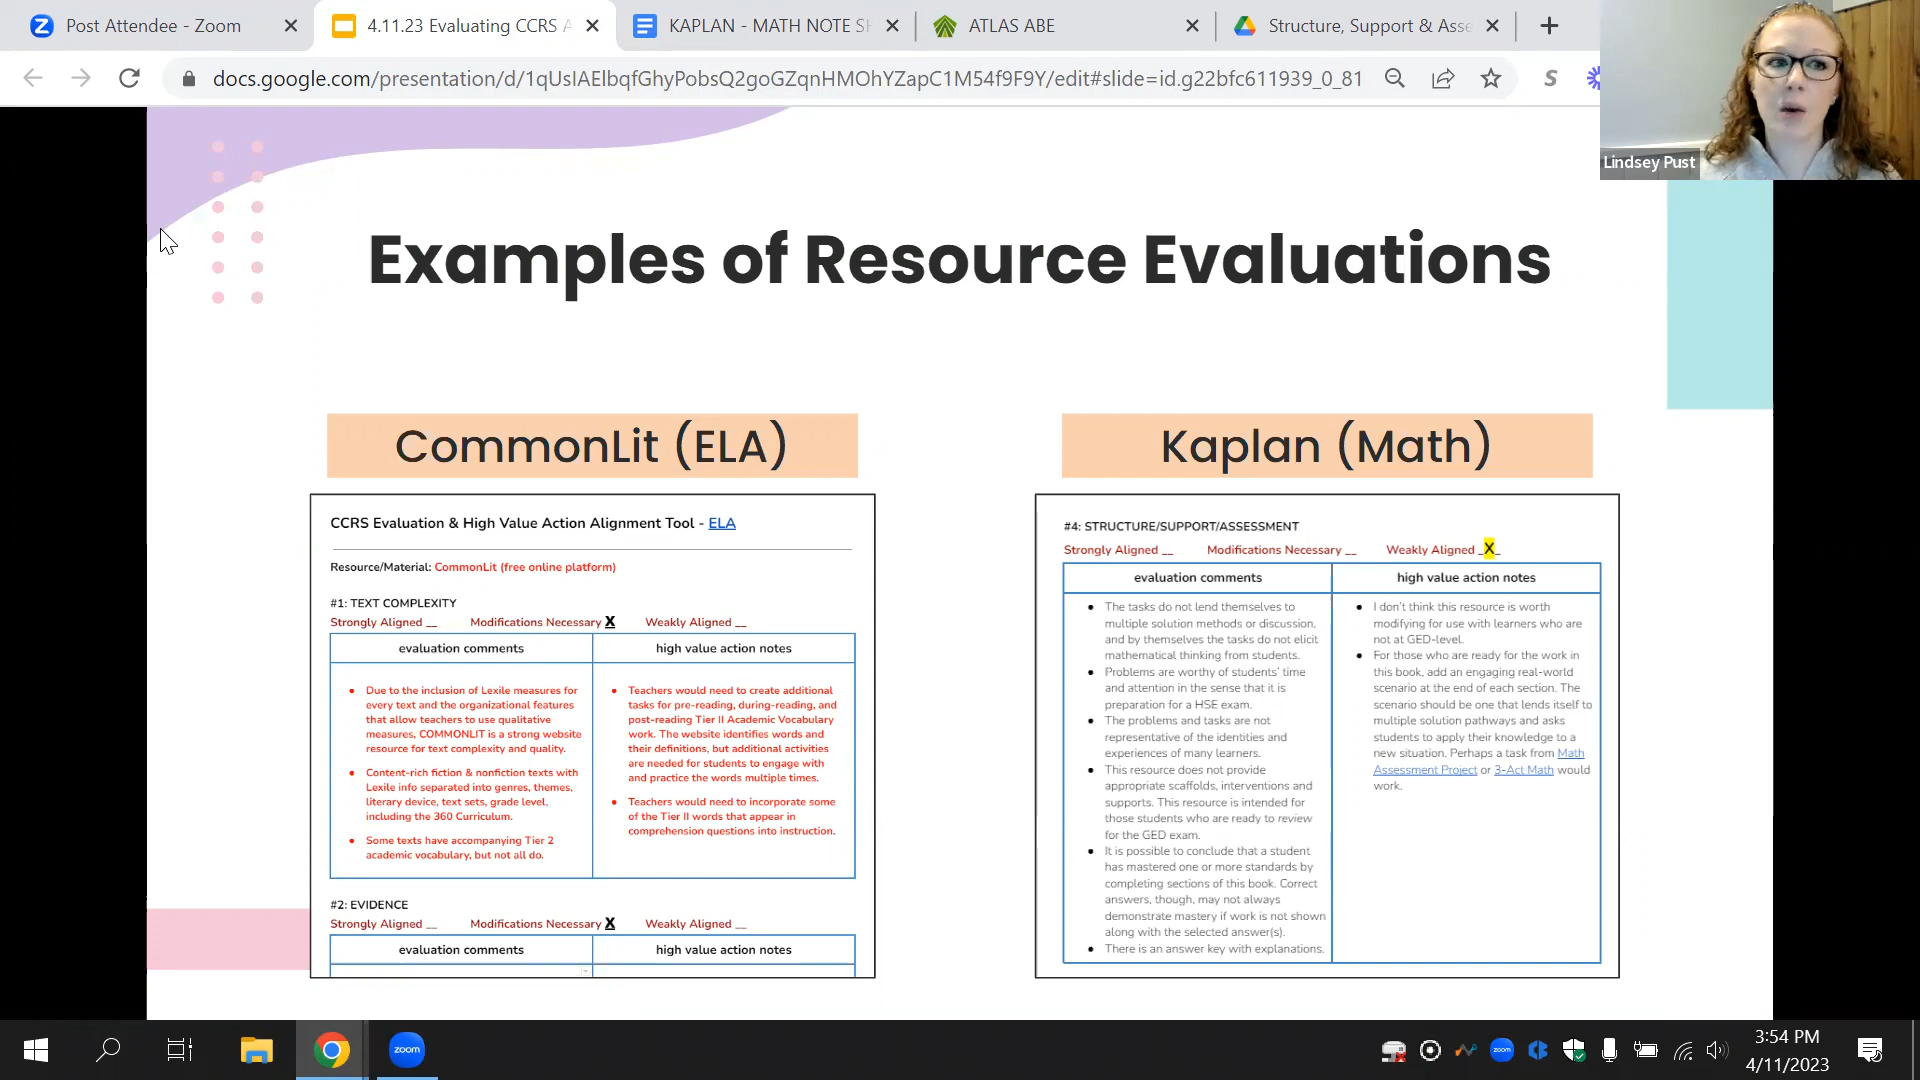 Post Attendee - Zoom
4.11.23 Evaluating CCRS A
KAPLAN - MATH NOTE SH
ATLAS ABE
Structure, Support & Asse
docs.google.com/presentation/d/1qUsIAElbqfGhyPobsQ2goGZqnHMOhYZapC1M54f9F9Y/edit#slide=id.g22bfc611939_0_81
Lindsey Pust
Examples of Resource Evaluations
CommonLit (ELA)
CCRS Evaluation & High Value Action Alignment Tool - ELA
Resource/Material: CommonLit (free online platform)
#1: TEXT COMPLEXITY
Strongly Aligned __ Modifications Necessary X Weakly Aligned __
evaluation comments
high value action notes
• Due to the inclusion of Lexile measures for
every text and the organizational features
that allow teachers to use qualitative
measures, COMMONLIT is a strong website
resource for text complexity and quality.
• Content-rich fiction & nonfiction texts with
Lexile info separated into genres, themes,
literary device, text sets, grade level,
including the 360 Curriculum.
• Some texts have accompanying Tier 2
academic vocabulary, but not all do.
• Teachers would need to create additional
tasks for pre-reading, during-reading, and
post-reading Tier II Academic Vocabulary
work. The website identifies words and
their definitions, but additional activities
are needed for students to engage with
and practice the words multiple times.
• Teachers would need to incorporate some
of the Tier II words that appear in
comprehension questions into instruction.
#2: EVIDENCE
Strongly Aligned __ Modifications Necessary X Weakly Aligned __
evaluation comments
high value action notes
Kaplan (Math)
#4: STRUCTURE/SUPPORT/ASSESSMENT
Strongly Aligned __ Modifications Necessary __ Weakly Aligned _X_
evaluation comments
high value action notes
• The tasks do not lend themselves to
multiple solution methods or discussion,
and by themselves the tasks do not elicit
mathematical thinking from students.
• Problems are worthy of students' time
and attention in the sense that it is
preparation for a HSE exam.
• The problems and tasks are not
representative of the identities and
experiences of many learners.
• This resource does not provide
appropriate scaffolds, interventions and
supports. This resource is intended for
those students who are ready to review
for the GED exam.
• It is possible to conclude that a student
has mastered one or more standards by
completing sections of this book. Correct
answers, though, may not always
demonstrate mastery if work is not shown
along with the selected answer(s).
• There is an answer key with explanations.
• I don't think this resource is worth
modifying for use with learners who are
not at GED-level.
• For those who are ready for the work in
this book, add an engaging real-world
scenario at the end of each section. The
scenario should be one that lends itself to
multiple solution pathways and asks
students to apply their knowledge to a
new situation. Perhaps a task from Math
Assessment Project or 3-Act Math would
work.
zoom
zoom
3:54 PM
4/11/2023